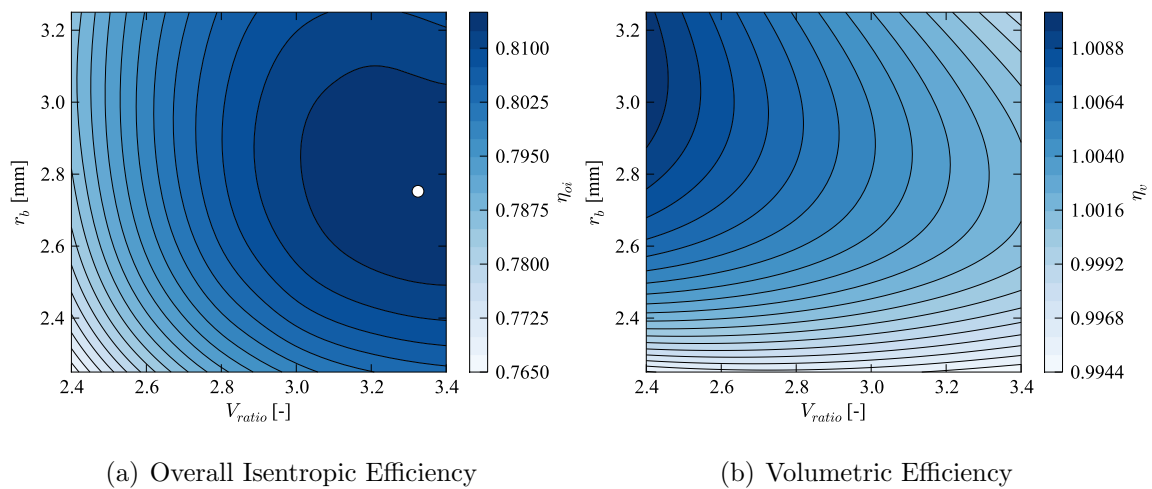 3.2
3.0
2.8
2.6
2.4
r_b [mm]
2.4 2.6 2.8 3.0 3.2 3.4
V_ratio [-]
0.8100
0.8025
0.7950
0.7875
0.7800
0.7725
0.7650
η_oi
3.2
3.0
2.8
2.6
2.4
r_b [mm]
2.4 2.6 2.8 3.0 3.2 3.4
V_ratio [-]
1.0088
1.0064
1.0040
1.0016
0.9992
0.9968
0.9944
η_v
(a) Overall Isentropic Efficiency
(b) Volumetric Efficiency